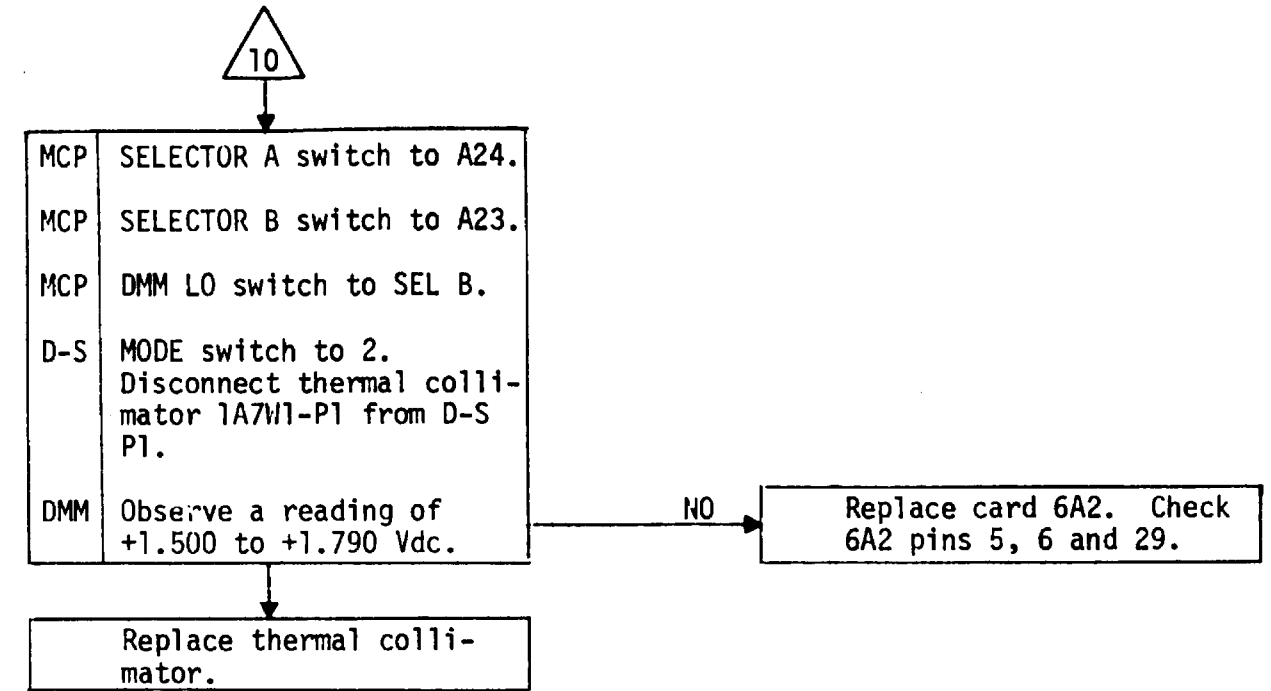 10
MCP SELECTOR A switch to A24.
MCP SELECTOR B switch to A23.
MCP DMM LO switch to SEL B.
D-S MODE switch to 2.
Disconnect thermal colli-
mator 1A7W1-P1 from D-S
P1.
DMM Observe a reading of
+1.500 to +1.790 Vdc.
NO
Replace card 6A2. Check
6A2 pins 5, 6 and 29.
Replace thermal colli-
mator.